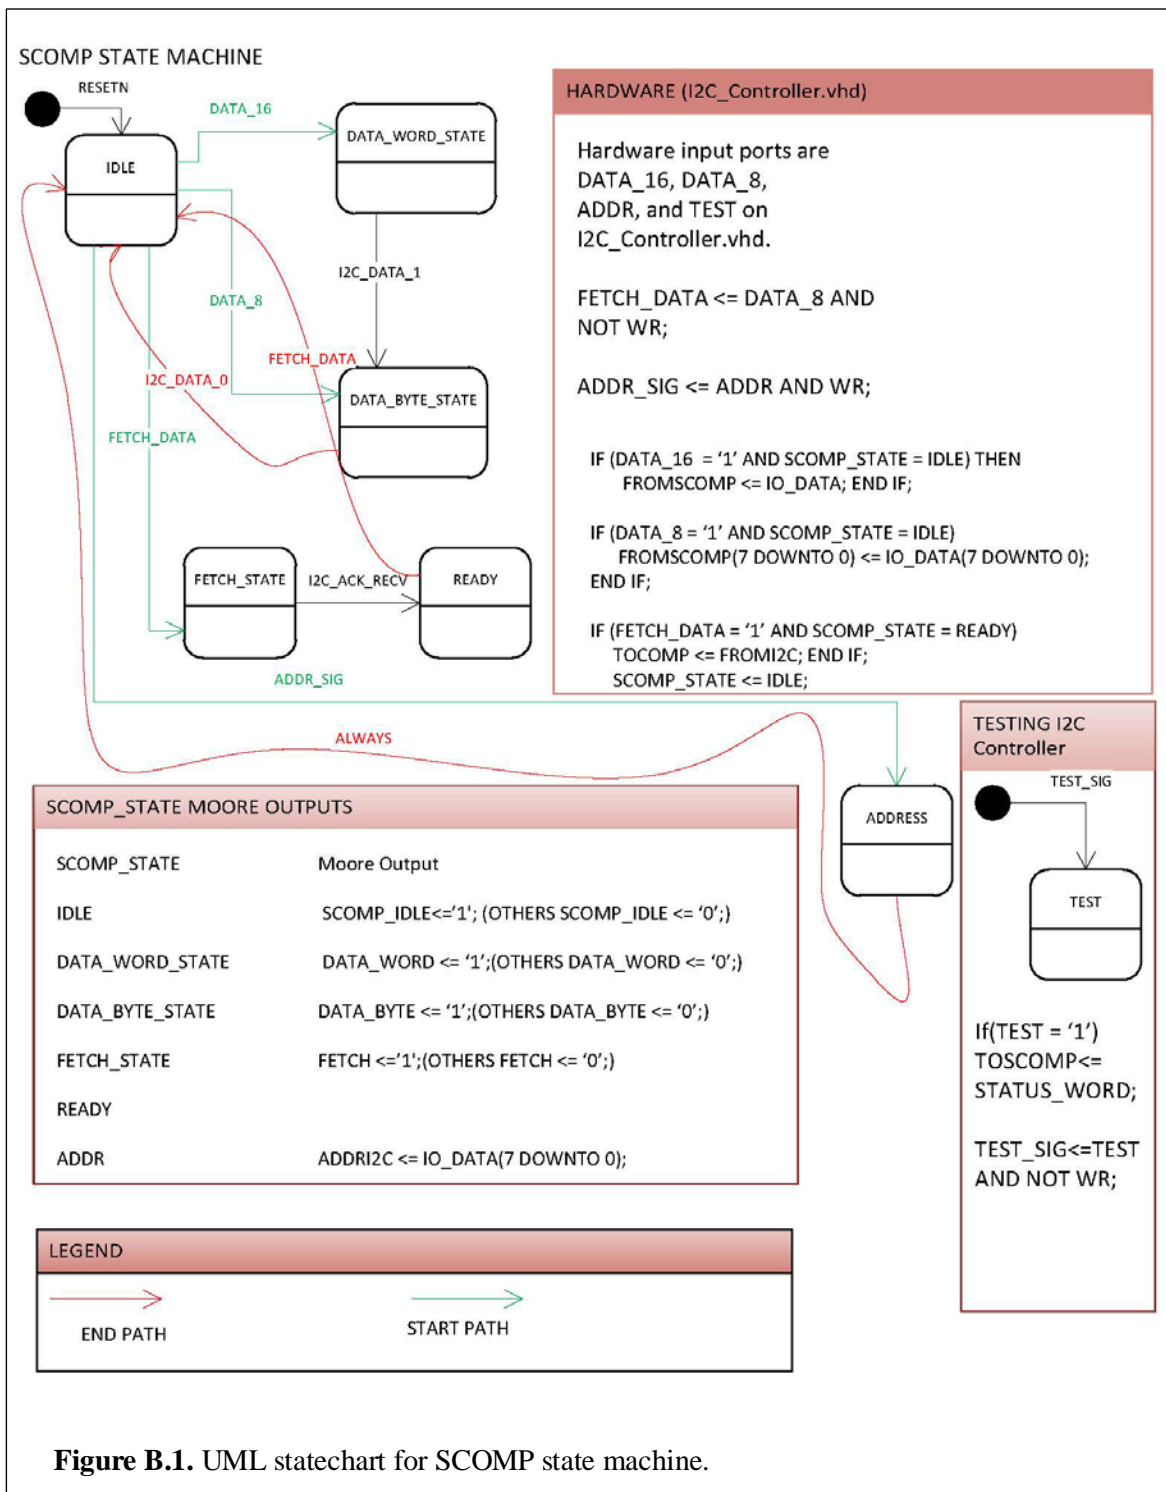 SCOMP STATE MACHINE
RESETN
DATA_16
IDLE
DATA_WORD_STATE
I2C_DATA_1
DATA_8
FETCH_DATA
I2C_DATA_0
DATA_BYTE_STATE
FETCH_DATA
FETCH_STATE
I2C_ACK_RECV
READY
ADDR_SIG
ALWAYS
ADDRESS
HARDWARE (I2C_Controller.vhd)
Hardware input ports are
DATA_16, DATA_8,
ADDR, and TEST on
I2C_Controller.vhd.
FETCH_DATA <= DATA_8 AND
NOT WR;
ADDR_SIG <= ADDR AND WR;
IF (DATA_16 = ‘1’ AND SCOMP_STATE = IDLE) THEN
FROMSCOMP <= IO_DATA; END IF;
IF (DATA_8 = ‘1’ AND SCOMP_STATE = IDLE)
FROMSCOMP(7 DOWNTO 0) <= IO_DATA(7 DOWNTO 0);
END IF;
IF (FETCH_DATA = ‘1’ AND SCOMP_STATE = READY)
TOCOMP <= FROMI2C; END IF;
SCOMP_STATE <= IDLE;
TESTING I2C
Controller
TEST_SIG
TEST
If(TEST = ‘1’)
TOSCOMP<=
STATUS_WORD;
TEST_SIG<=TEST
AND NOT WR;
SCOMP_STATE MOORE OUTPUTS
SCOMP_STATE Moore Output
IDLE SCOMP_IDLE<='1'; (OTHERS SCOMP_IDLE <= ‘0’;)
DATA_WORD_STATE DATA_WORD <= ‘1’;(OTHERS DATA_WORD <= ‘0’;)
DATA_BYTE_STATE DATA_BYTE <= ‘1’;(OTHERS DATA_BYTE <= ‘0’;)
FETCH_STATE FETCH <='1';(OTHERS FETCH <= ‘0’;)
READY
ADDR ADDRI2C <= IO_DATA(7 DOWNTO 0);
LEGEND
END PATH
START PATH
Figure B.1. UML statechart for SCOMP state machine.